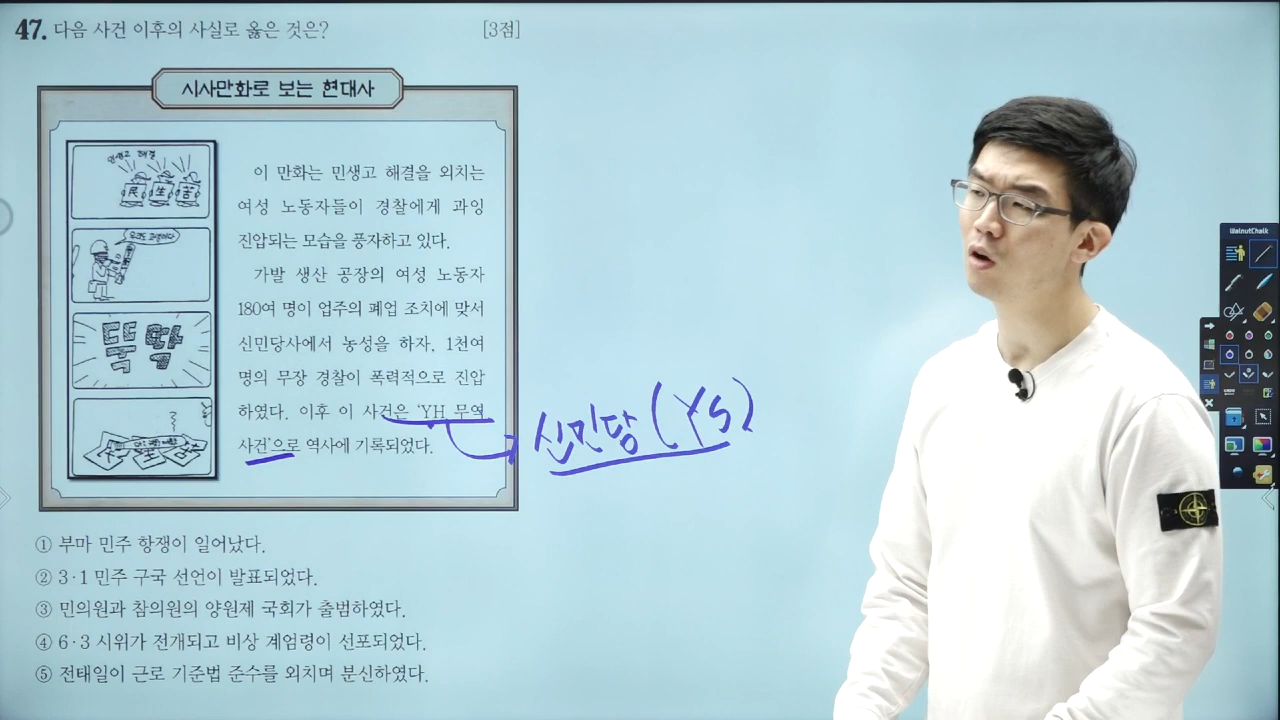 47. 다음 사건 이후의 사실로 옳은 것은? [3점]
시사만화로 보는 현대사
민생고 해결
民 生 苦
뚝 딱
이 만화는 민생고 해결을 외치는
여성 노동자들이 경찰에게 과잉
진압되는 모습을 풍자하고 있다.
가발 생산 공장의 여성 노동자
180여 명이 업주의 폐업 조치에 맞서
신민당사에서 농성을 하자, 1천여
명의 무장 경찰이 폭력적으로 진압
하였다. 이후 이 사건은 ‘YH 무역
사건’으로 역사에 기록되었다.
신민당 (YS)
① 부마 민주 항쟁이 일어났다.
② 3·1 민주 구국 선언이 발표되었다.
③ 민의원과 참의원의 양원제 국회가 출범하였다.
④ 6·3 시위가 전개되고 비상 계엄령이 선포되었다.
⑤ 전태일이 근로 기준법 준수를 외치며 분신하였다.
WalnutChalk